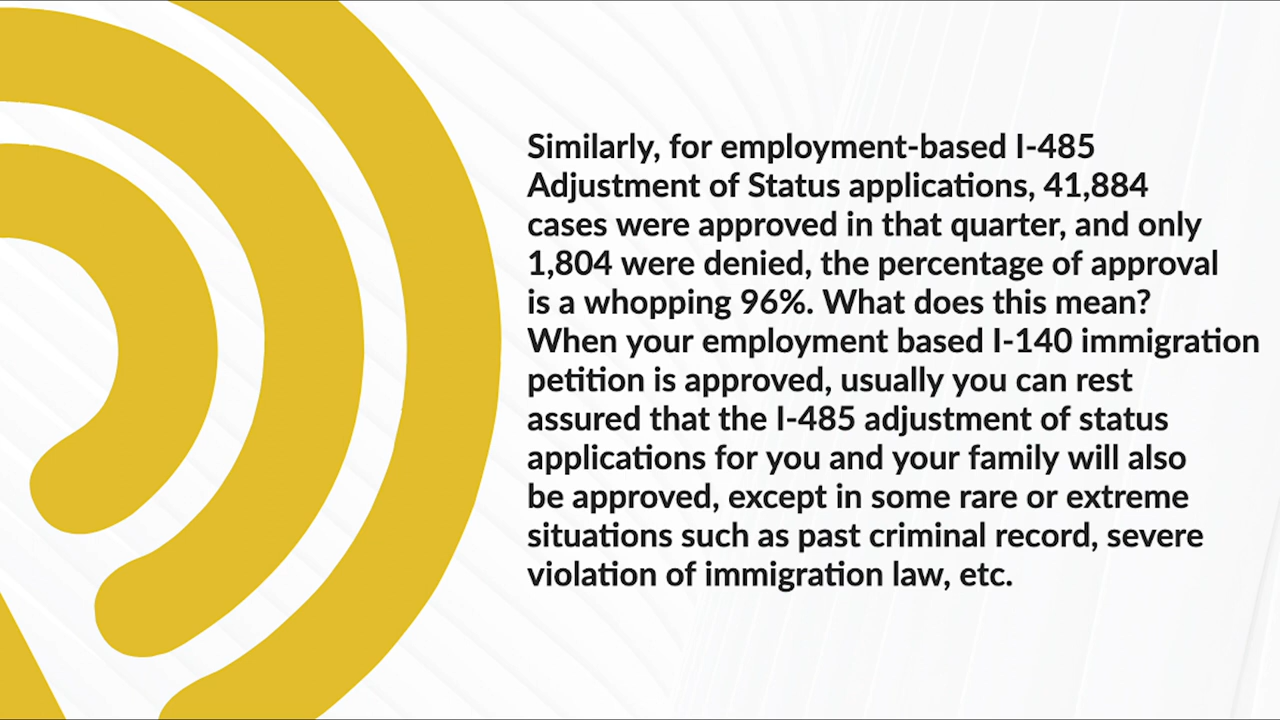 Similarly, for employment-based I-485
Adjustment of Status applications, 41,884
cases were approved in that quarter, and only
1,804 were denied, the percentage of approval
is a whopping 96%. What does this mean?
When your employment based I-140 immigration
petition is approved, usually you can rest
assured that the I-485 adjustment of status
applications for you and your family will also
be approved, except in some rare or extreme
situations such as past criminal record, severe
violation of immigration law, etc.